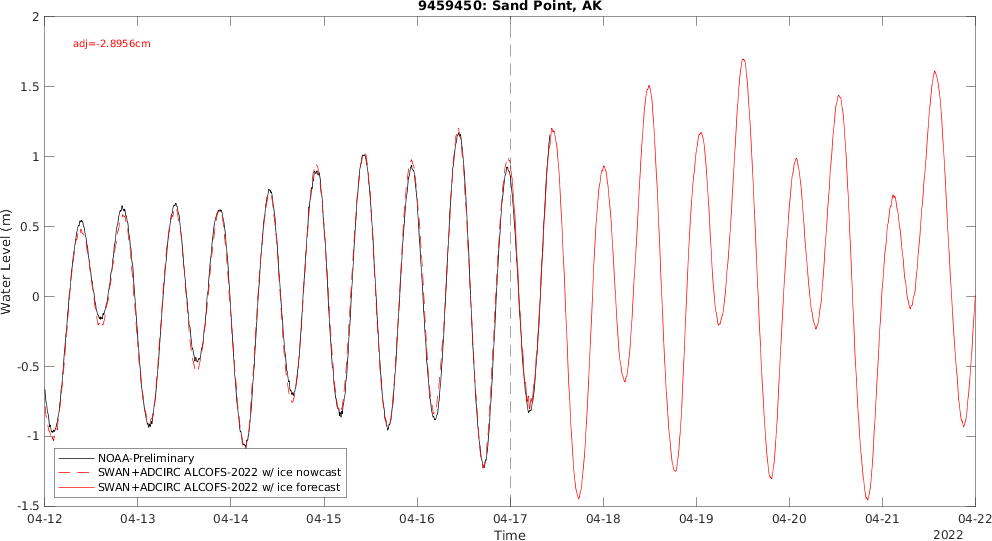 9459450: Sand Point, AK
adj=-2.8956cm
Water Level (m)
2
1.5
1
0.5
0
-0.5
-1
-1.5
NOAA-Preliminary
SWAN+ADCIRC ALCOFS-2022 w/ ice nowcast
SWAN+ADCIRC ALCOFS-2022 w/ ice forecast
04-12 04-13 04-14 04-15 04-16 04-17 04-18 04-19 04-20 04-21 04-22
Time
2022